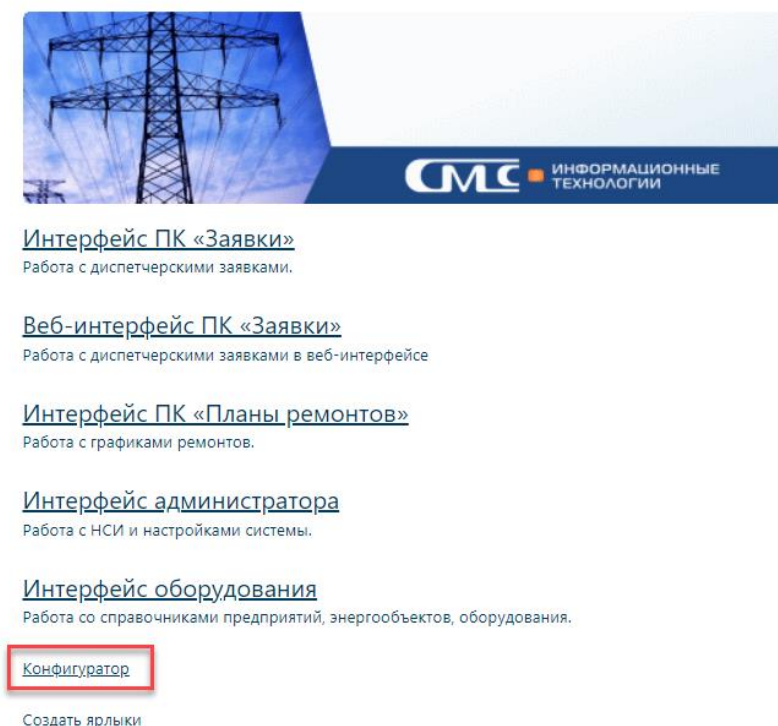 СМС ИНФОРМАЦИОННЫЕ
ТЕХНОЛОГИИ
Интерфейс ПК «Заявки»
Работа с диспетчерскими заявками.
Веб-интерфейс ПК «Заявки»
Работа с диспетчерскими заявками в веб-интерфейсе
Интерфейс ПК «Планы ремонтов»
Работа с графиками ремонтов.
Интерфейс администратора
Работа с НСИ и настройками системы.
Интерфейс оборудования
Работа со справочниками предприятий, энергообъектов, оборудования.
Конфигуратор
Создать ярлыки